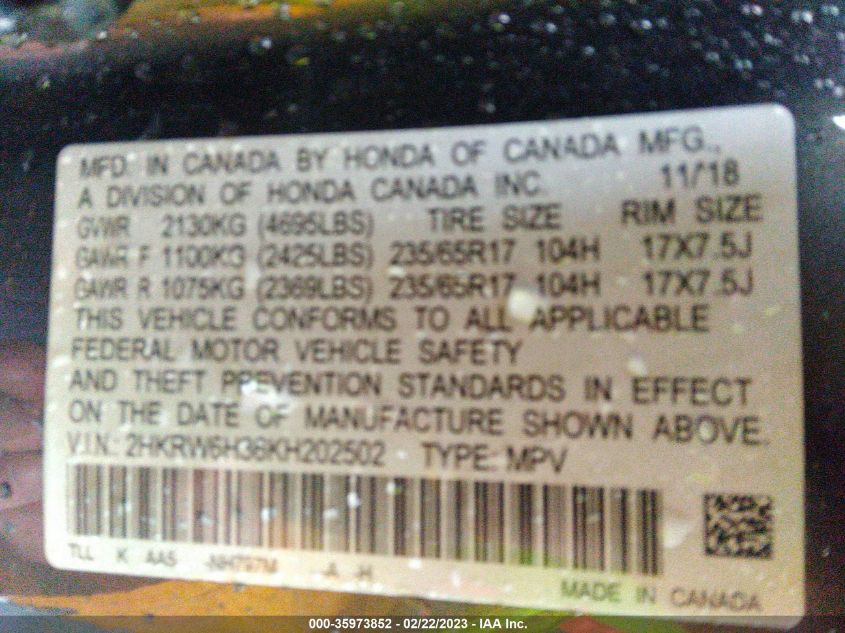 MFD. IN CANADA BY HONDA OF CANADA MFG.,
A DIVISION OF HONDA CANADA INC. 11/'18
GVWR 2130KG (4695LBS) TIRE SIZE RIM SIZE
GAWR F 1100KG (2425LBS) 235/65R17 104H 17X7.5J
GAWR R 1075KG (2369LBS) 235/65R17 104H 17X7.5J
THIS VEHICLE CONFORMS TO ALL APPLICABLE
FEDERAL MOTOR VEHICLE SAFETY
AND THEFT PREVENTION STANDARDS IN EFFECT
ON THE DATE OF MANUFACTURE SHOWN ABOVE.
V.I.N.: 2HKRW6H36KH202502 TYPE: MPV
TLL K AA5 -NH797M -A H
MADE IN CANADA
000-35973852 - 02/22/2023 - IAA Inc.